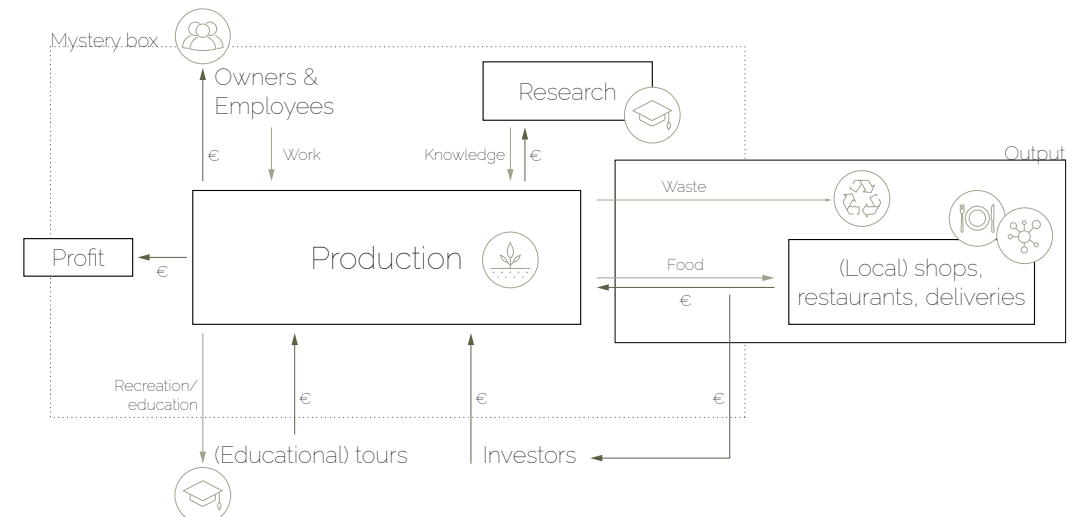 Mystery box
Owners &
Employees
Research
€
Work
Knowledge
€
Output
Waste
Profit
€
Production
Food
€
(Local) shops,
restaurants, deliveries
Recreation/
education
€
€
€
(Educational) tours
Investors